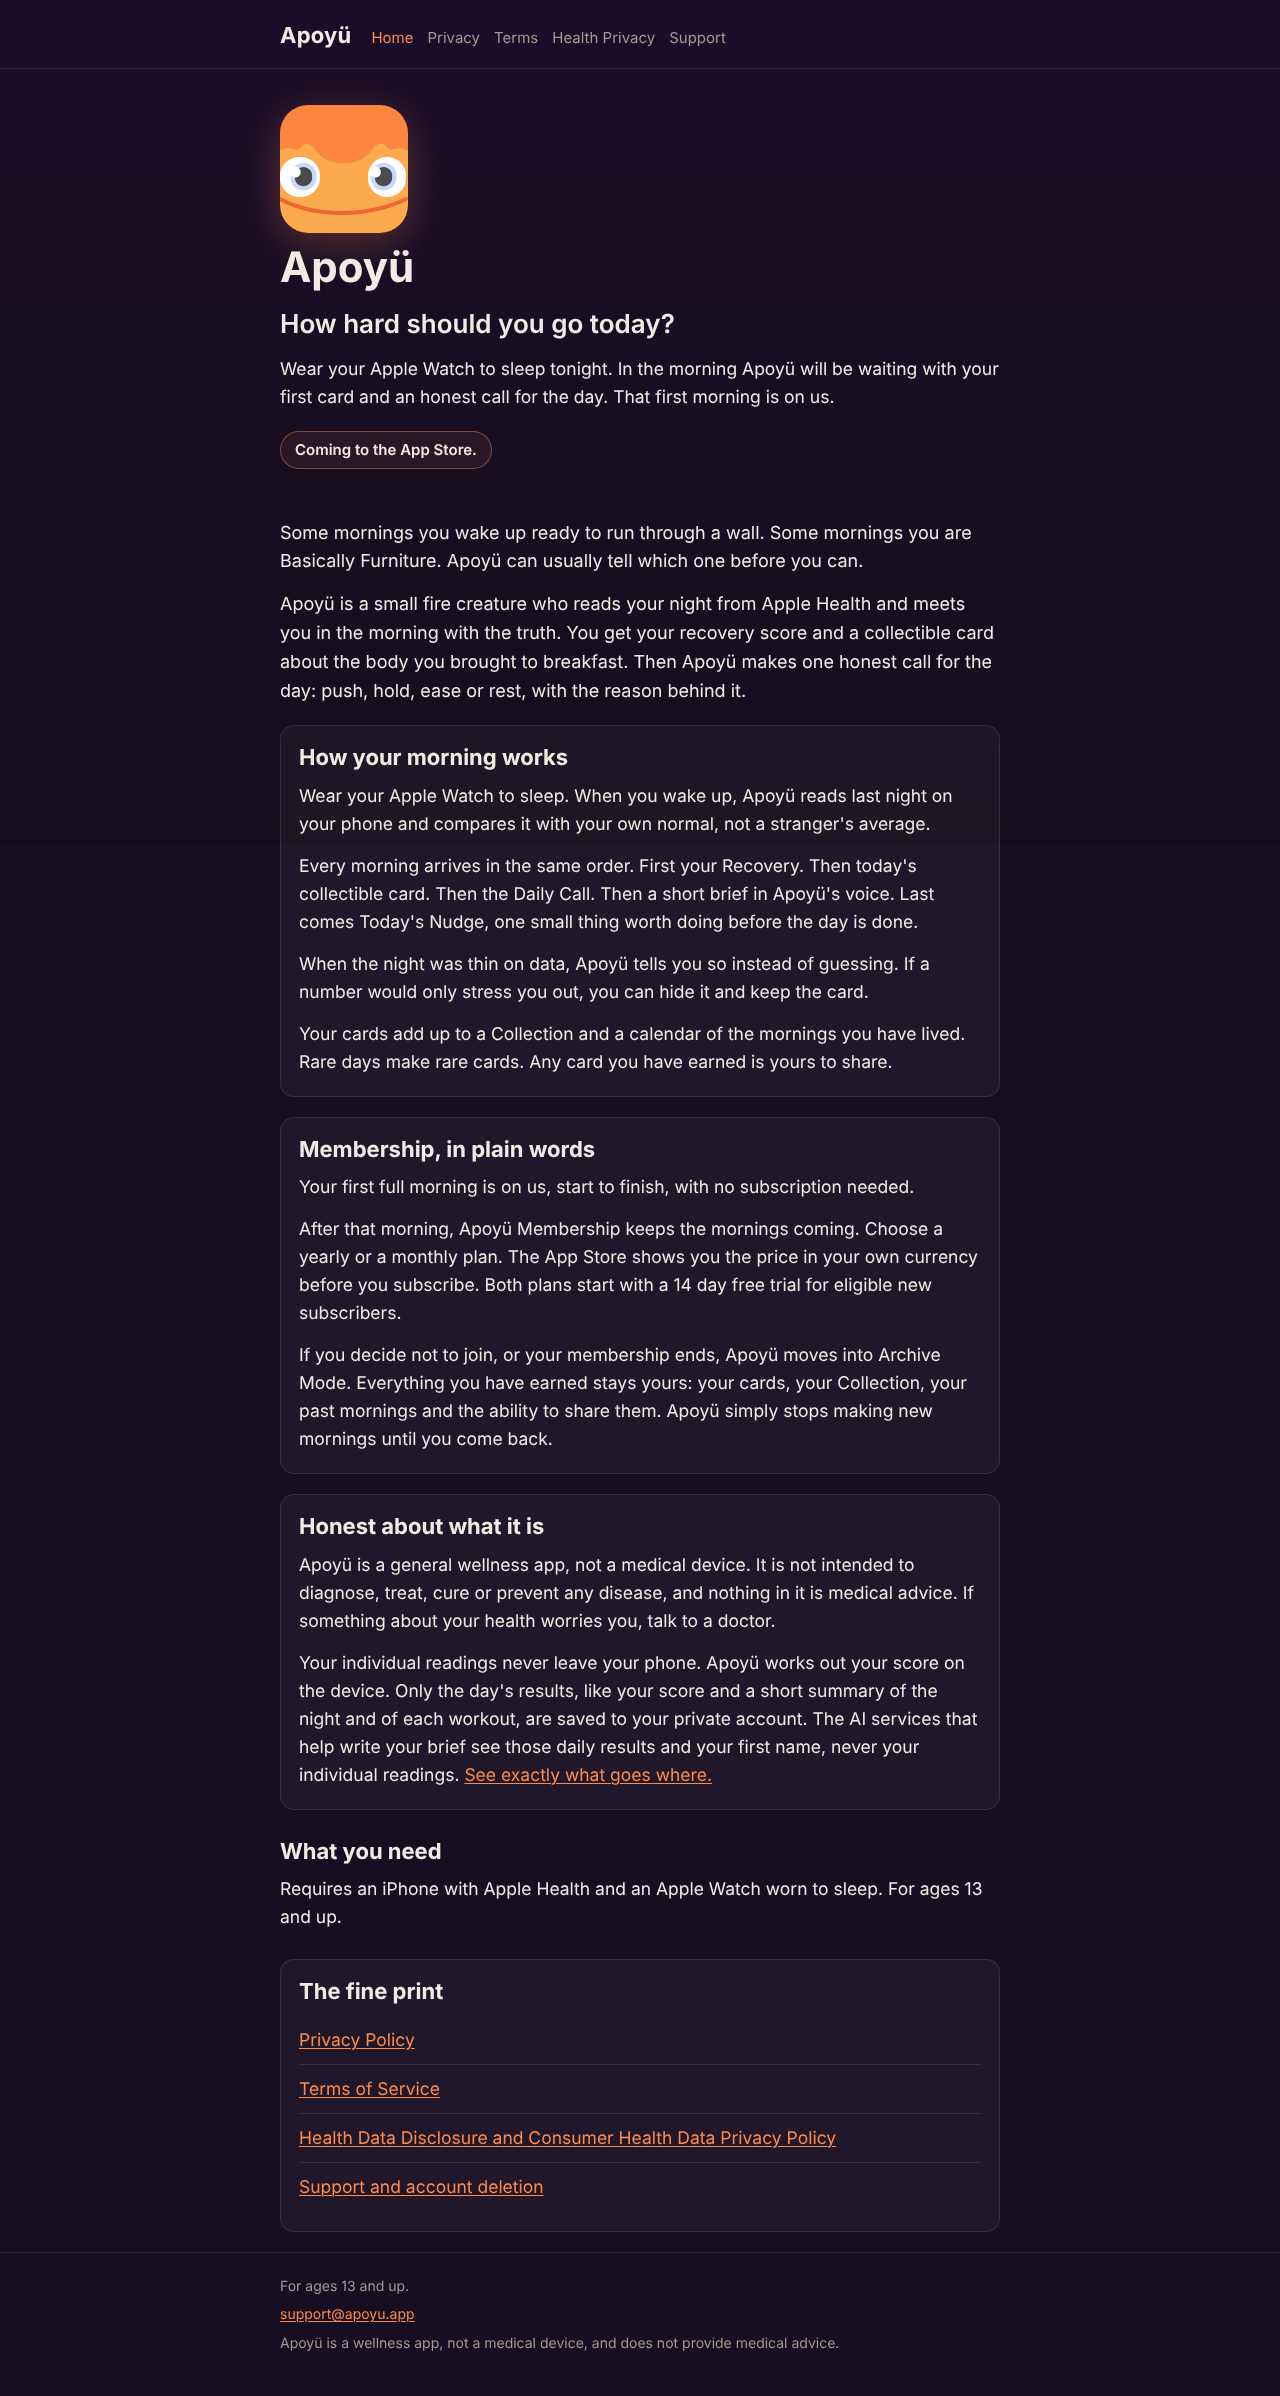 Apoyü Home Privacy Terms Health Privacy Support
Apoyü
How hard should you go today?
Wear your Apple Watch to sleep tonight. In the morning Apoyü will be waiting with your
first card and an honest call for the day. That first morning is on us.
Coming to the App Store.
Some mornings you wake up ready to run through a wall. Some mornings you are
Basically Furniture. Apoyü can usually tell which one before you can.
Apoyü is a small fire creature who reads your night from Apple Health and meets
you in the morning with the truth. You get your recovery score and a collectible card
about the body you brought to breakfast. Then Apoyü makes one honest call for the
day: push, hold, ease or rest, with the reason behind it.
How your morning works
Wear your Apple Watch to sleep. When you wake up, Apoyü reads last night on
your phone and compares it with your own normal, not a stranger's average.
Every morning arrives in the same order. First your Recovery. Then today's
collectible card. Then the Daily Call. Then a short brief in Apoyü's voice. Last
comes Today's Nudge, one small thing worth doing before the day is done.
When the night was thin on data, Apoyü tells you so instead of guessing. If a
number would only stress you out, you can hide it and keep the card.
Your cards add up to a Collection and a calendar of the mornings you have lived.
Rare days make rare cards. Any card you have earned is yours to share.
Membership, in plain words
Your first full morning is on us, start to finish, with no subscription needed.
After that morning, Apoyü Membership keeps the mornings coming. Choose a
yearly or a monthly plan. The App Store shows you the price in your own currency
before you subscribe. Both plans start with a 14 day free trial for eligible new
subscribers.
If you decide not to join, or your membership ends, Apoyü moves into Archive
Mode. Everything you have earned stays yours: your cards, your Collection, your
past mornings and the ability to share them. Apoyü simply stops making new
mornings until you come back.
Honest about what it is
Apoyü is a general wellness app, not a medical device. It is not intended to
diagnose, treat, cure or prevent any disease, and nothing in it is medical advice. If
something about your health worries you, talk to a doctor.
Your individual readings never leave your phone. Apoyü works out your score on
the device. Only the day's results, like your score and a short summary of the
night and of each workout, are saved to your private account. The AI services that
help write your brief see those daily results and your first name, never your
individual readings. See exactly what goes where.
What you need
Requires an iPhone with Apple Health and an Apple Watch worn to sleep. For ages 13
and up.
The fine print
Privacy Policy
Terms of Service
Health Data Disclosure and Consumer Health Data Privacy Policy
Support and account deletion
For ages 13 and up.
support@apoyu.app
Apoyü is a wellness app, not a medical device, and does not provide medical advice.